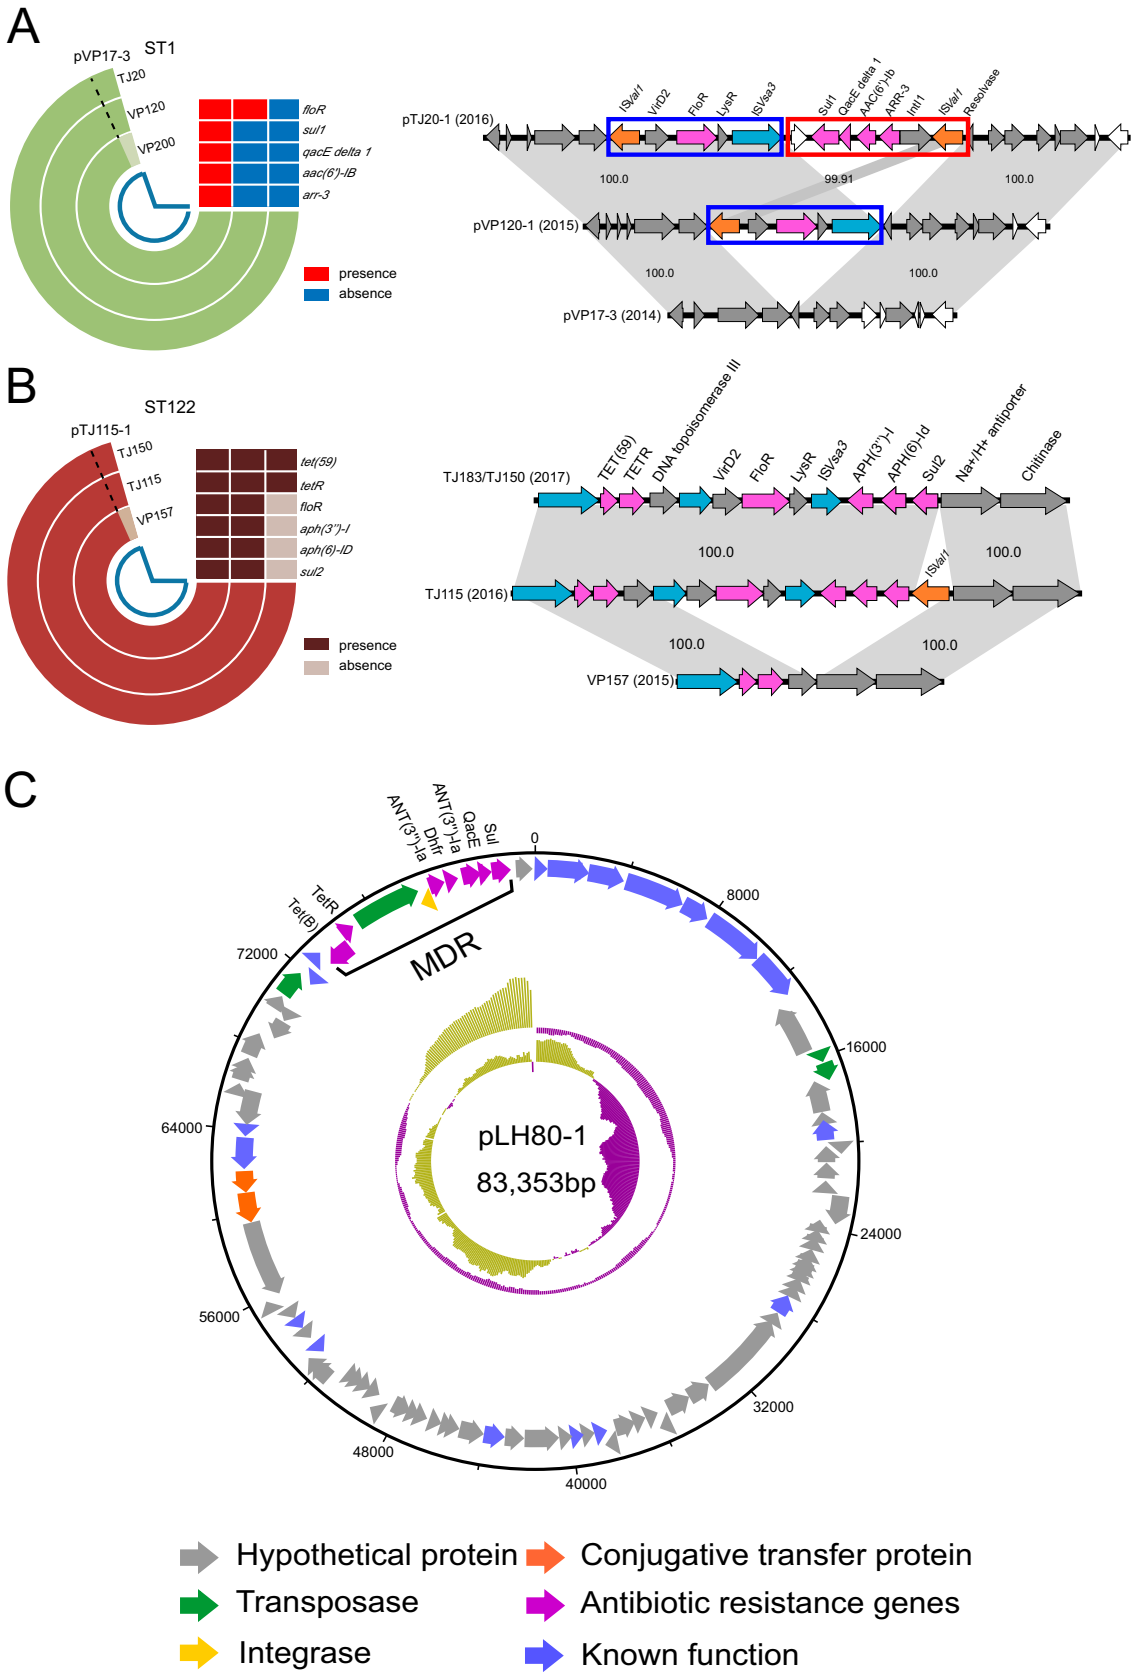 A
pVP17-3
ST1
TJ20
VP120
VP200
floR
sul1
qacE delta 1
aac(6')-IB
arr-3
presence
absence
ISVal1
VirD2
FloR
LysR
ISVsa3
Sul1
QacE delta 1
AAC(6')-Ib
ARR-3
IntI1
ISVal1
Resolvase
pTJ20-1 (2016)
100.0
99.91
100.0
pVP120-1 (2015)
100.0
100.0
pVP17-3 (2014)
B
ST122
pTJ115-1
TJ150
TJ115
VP157
tet(59)
tetR
floR
aph(3'')-I
aph(6)-ID
sul2
presence
absence
TET(59)
TETR
DNA topoisomerase III
VirD2
FloR
LysR
ISVsa3
APH(3'')-I
APH(6)-Id
Sul2
Na+/H+ antiporter
Chitinase
TJ183/TJ150 (2017)
100.0
100.0
ISVal1
TJ115 (2016)
100.0
100.0
VP157 (2015)
C
Tet(B)
TetR
ANT(3'')-Ia
Dhfr
ANT(3'')-Ia
QacE
Sul
MDR
0
8000
16000
24000
32000
40000
48000
56000
64000
72000
pLH80-1
83,353bp
Hypothetical protein
Conjugative transfer protein
Transposase
Antibiotic resistance genes
Integrase
Known function